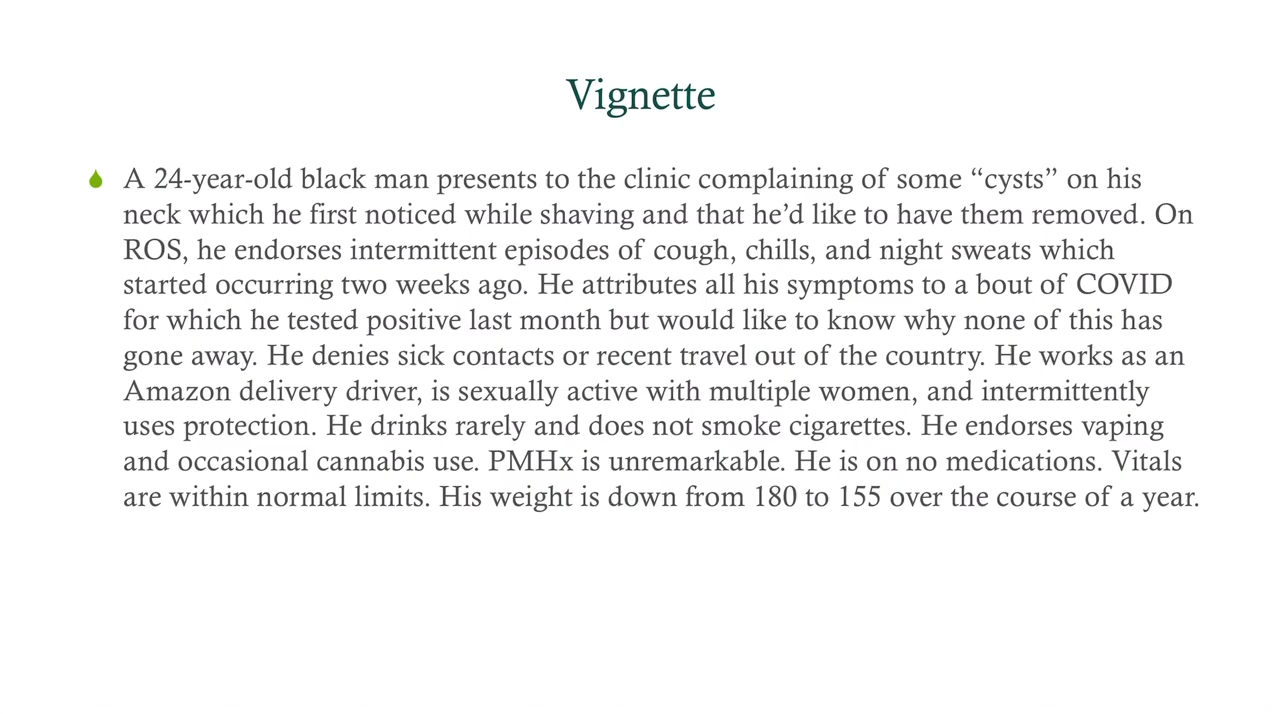 Vignette
A 24-year-old black man presents to the clinic complaining of some “cysts” on his
neck which he first noticed while shaving and that he’d like to have them removed. On
ROS, he endorses intermittent episodes of cough, chills, and night sweats which
started occurring two weeks ago. He attributes all his symptoms to a bout of COVID
for which he tested positive last month but would like to know why none of this has
gone away. He denies sick contacts or recent travel out of the country. He works as an
Amazon delivery driver, is sexually active with multiple women, and intermittently
uses protection. He drinks rarely and does not smoke cigarettes. He endorses vaping
and occasional cannabis use. PMHx is unremarkable. He is on no medications. Vitals
are within normal limits. His weight is down from 180 to 155 over the course of a year.